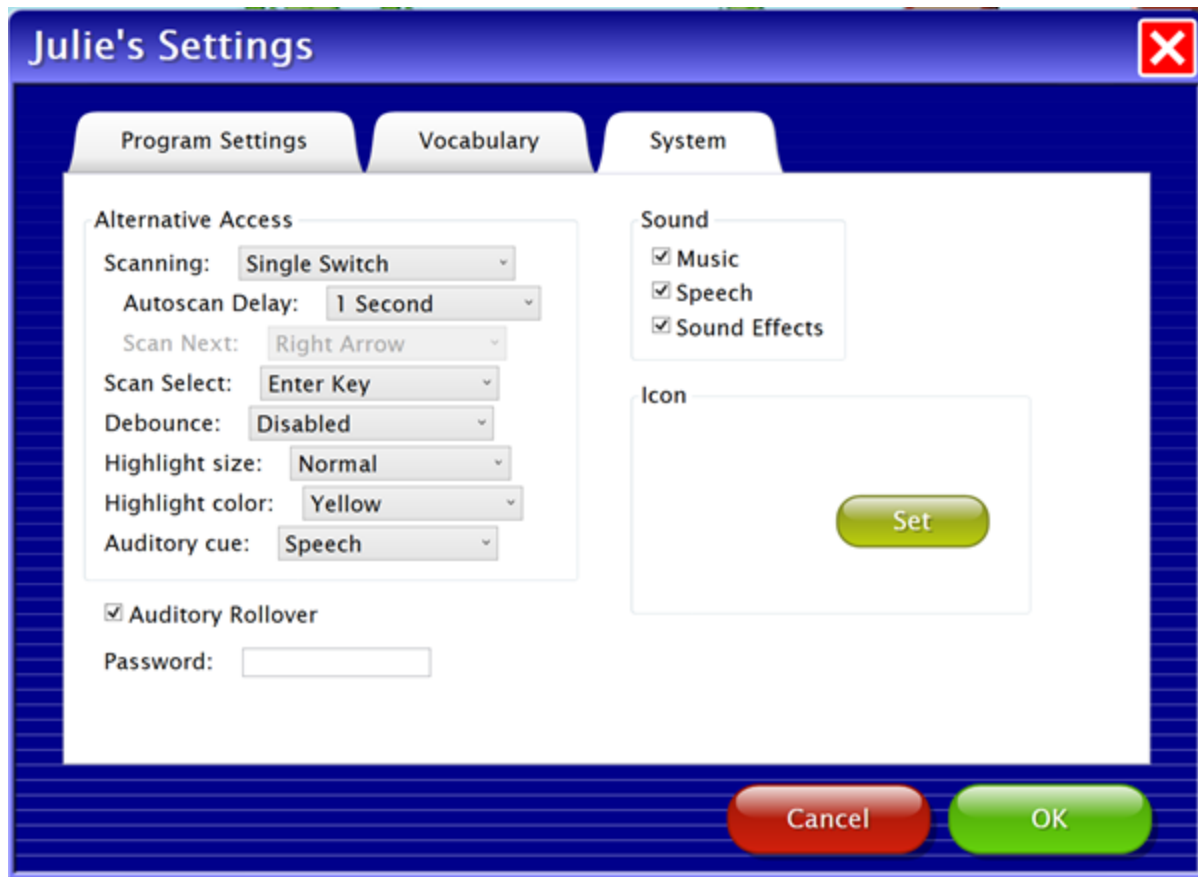 Julie's Settings
Program Settings
Vocabulary
System
Alternative Access
Scanning: Single Switch
Autoscan Delay: 1 Second
Scan Next: Right Arrow
Scan Select: Enter Key
Debounce: Disabled
Highlight size: Normal
Highlight color: Yellow
Auditory cue: Speech
Auditory Rollover
Password:
Sound
Music
Speech
Sound Effects
Icon
Set
Cancel
OK